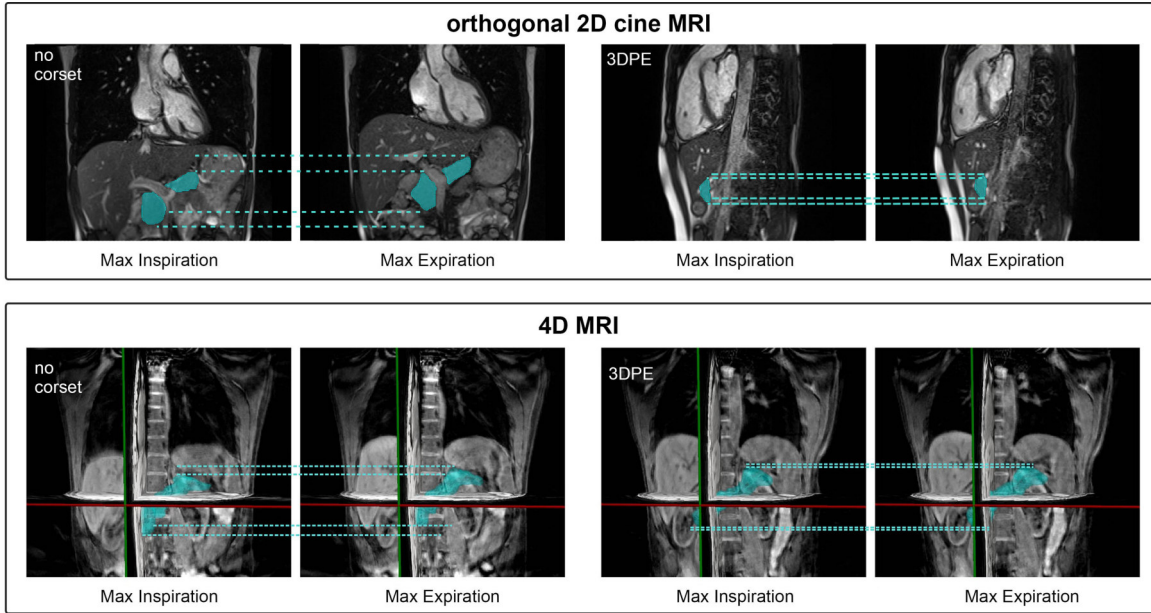 orthogonal 2D cine MRI
no
corset
3DPE
Max Inspiration
Max Expiration
Max Inspiration
Max Expiration
4D MRI
no
corset
3DPE
Max Inspiration
Max Expiration
Max Inspiration
Max Expiration